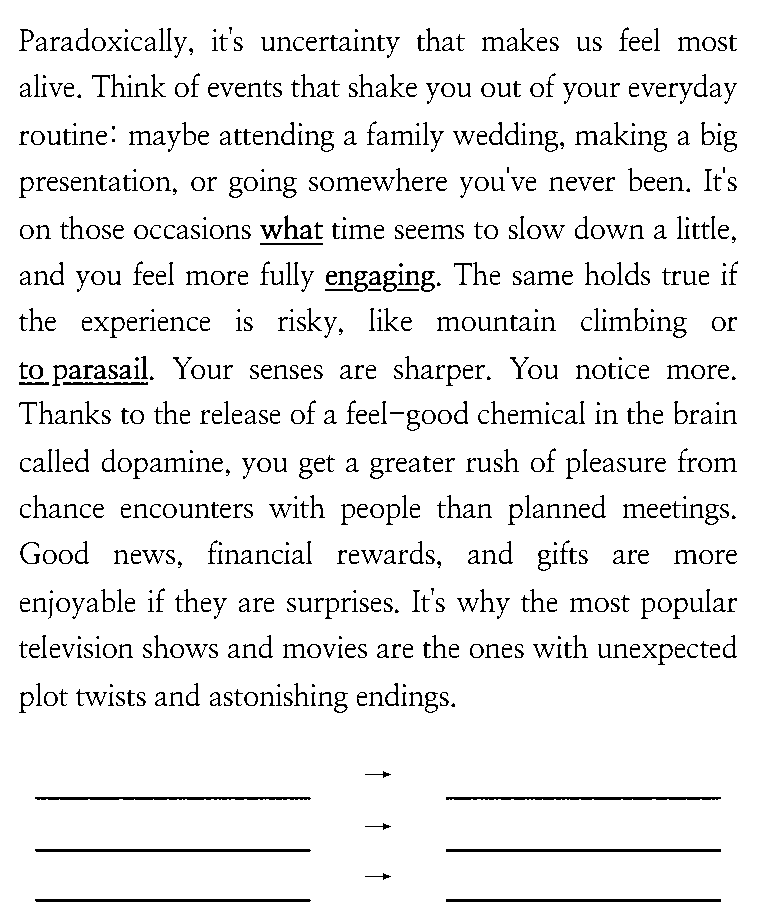 Paradoxically, it's uncertainty that makes us feel most
alive. Think of events that shake you out of your everyday
routine: maybe attending a family wedding, making a big
presentation, or going somewhere you've never been. It's
on those occasions what time seems to slow down a little,
and you feel more fully engaging. The same holds true if
the experience is risky, like mountain climbing or
to parasail. Your senses are sharper. You notice more.
Thanks to the release of a feel-good chemical in the brain
called dopamine, you get a greater rush of pleasure from
chance encounters with people than planned meetings.
Good news, financial rewards, and gifts are more
enjoyable if they are surprises. It's why the most popular
television shows and movies are the ones with unexpected
plot twists and astonishing endings.
→
→
→